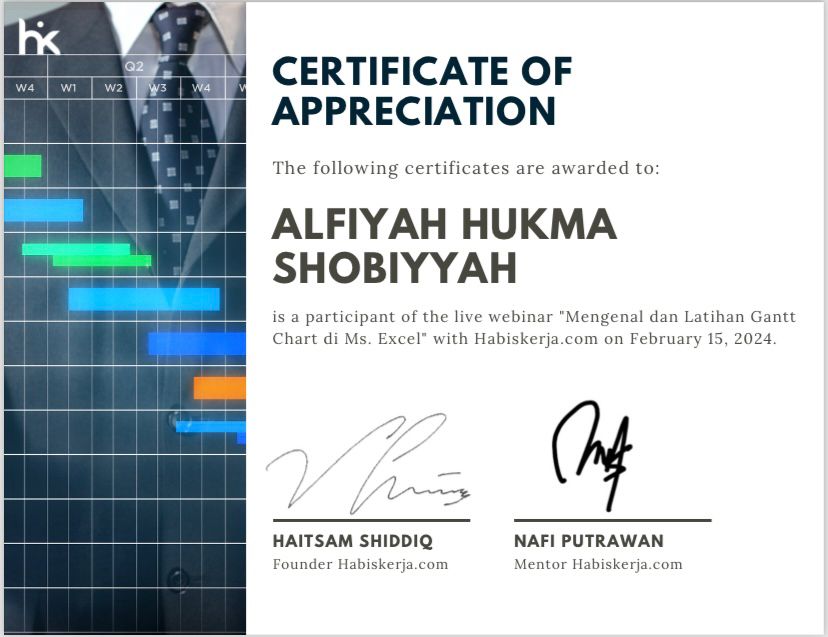 hk
Q2
W4 W1 W2 W3 W4
CERTIFICATE OF
APPRECIATION
The following certificates are awarded to:
ALFIYAH HUKMA
SHOBIYYAH
is a participant of the live webinar "Mengenal dan Latihan Gantt
Chart di Ms. Excel" with Habiskerja.com on February 15, 2024.
HAITSAM SHIDDIQ
Founder Habiskerja.com
NAFI PUTRAWAN
Mentor Habiskerja.com